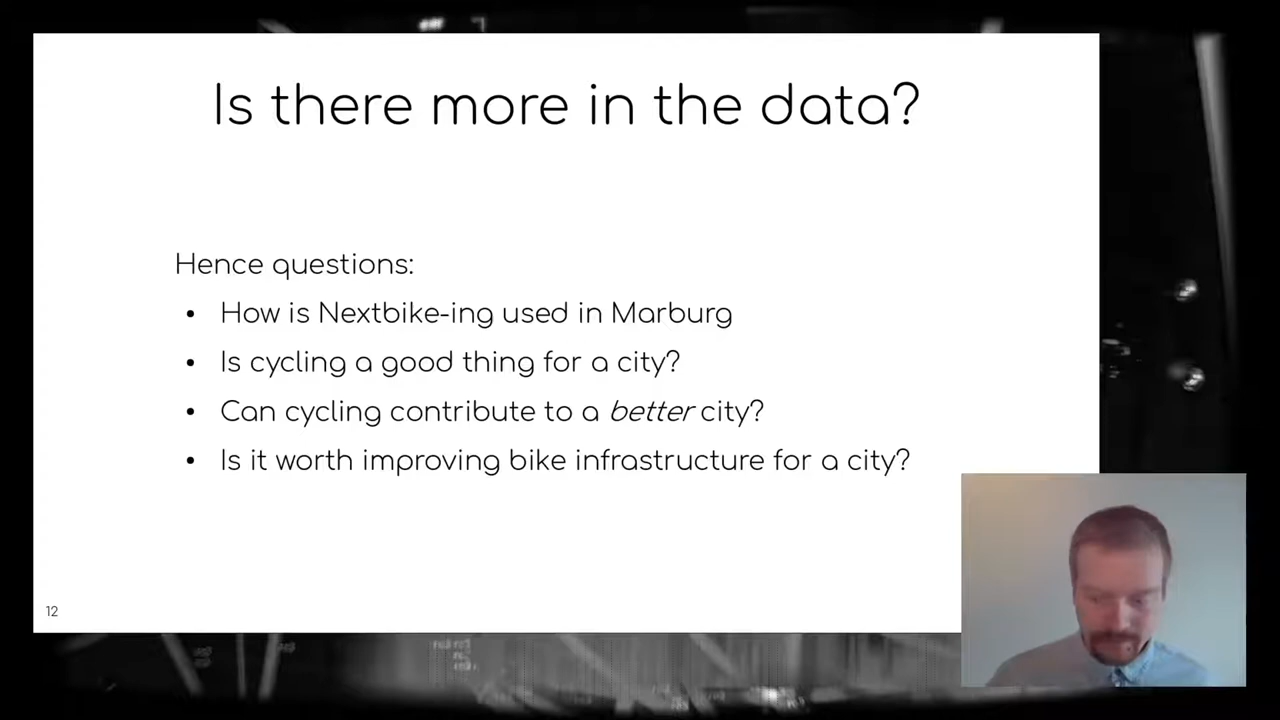 Is there more in the data?
Hence questions:
• How is Nextbike-ing used in Marburg
• Is cycling a good thing for a city?
• Can cycling contribute to a better city?
• Is it worth improving bike infrastructure for a city?
12